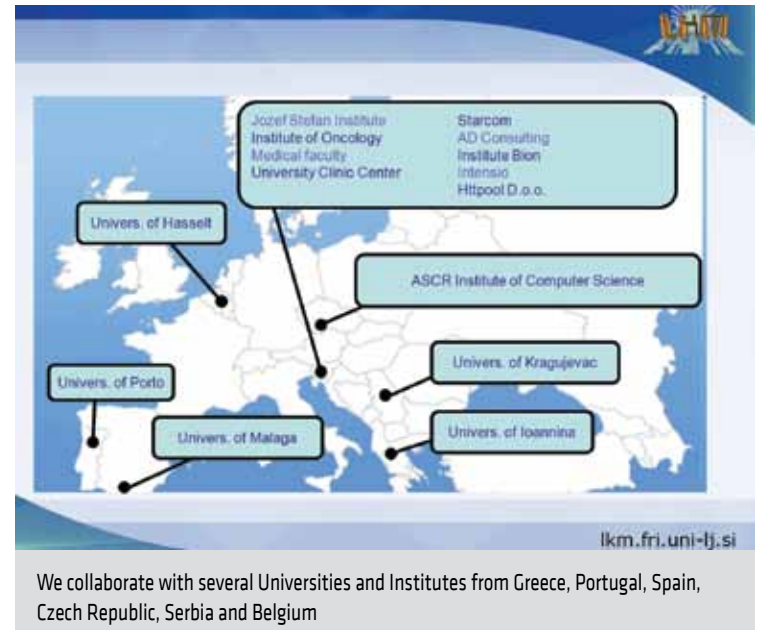 LKM
Jozef Stefan Institute
Institute of Oncology
Medical faculty
University Clinic Center
Starcom
AD Consulting
Institute Bion
Intensio
Httpool D.o.o.
Univers. of Hasselt
ASCR Institute of Computer Science
Univers. of Kragujevac
Univers. of Porto
Univers. of Malaga
Univers. of Ioannina
lkm.fri.uni-lj.si
We collaborate with several Universities and Institutes from Greece, Portugal, Spain,
Czech Republic, Serbia and Belgium